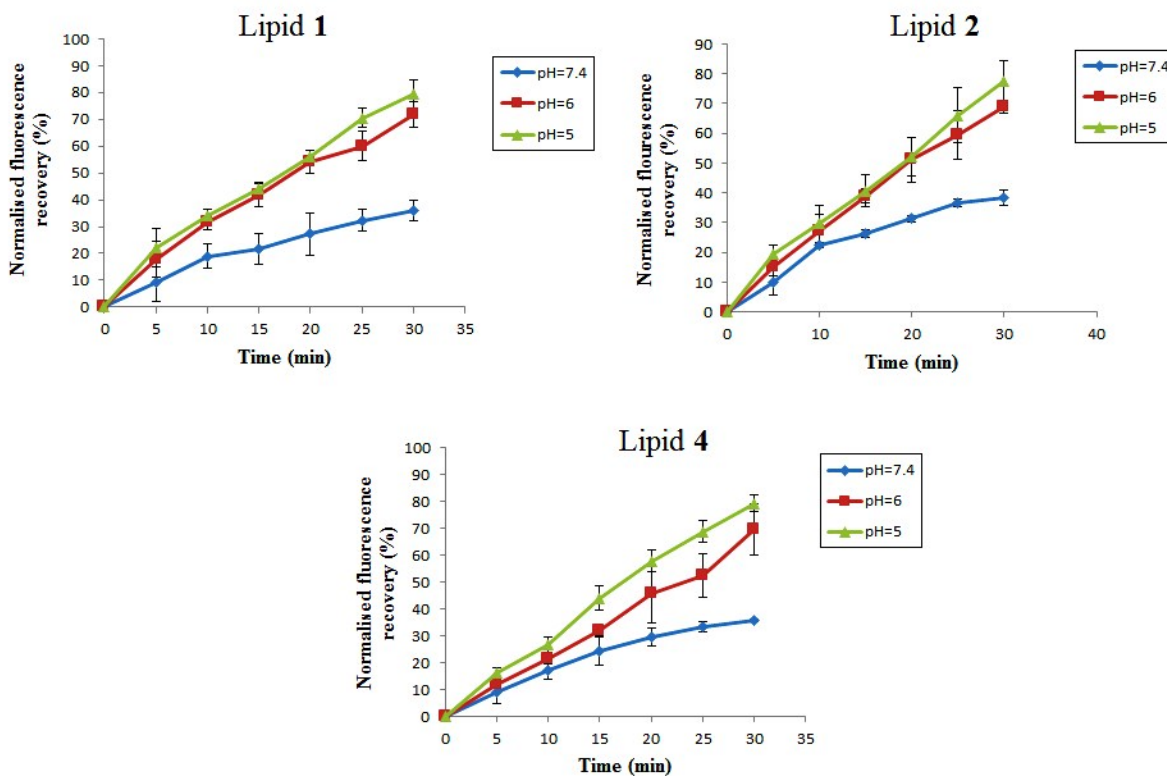 Lipid 1
Normalised fluorescence
recovery (%)
100
90
80
70
60
50
40
30
20
10
0
0 5 10 15 20 25 30 35
Time (min)
pH=7.4
pH=6
pH=5
Lipid 2
Normalised flourescence
recovery (%)
90
80
70
60
50
40
30
20
10
0
0 10 20 30 40
Time (min)
pH=7.4
pH=6
pH=5
Lipid 4
Normalised fluorescence
recovery (%)
100
90
80
70
60
50
40
30
20
10
0
0 5 10 15 20 25 30 35
Time (min)
pH=7.4
pH=6
pH=5